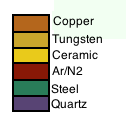 Copper
Tungsten
Ceramic
Ar/N2
Steel
Quartz